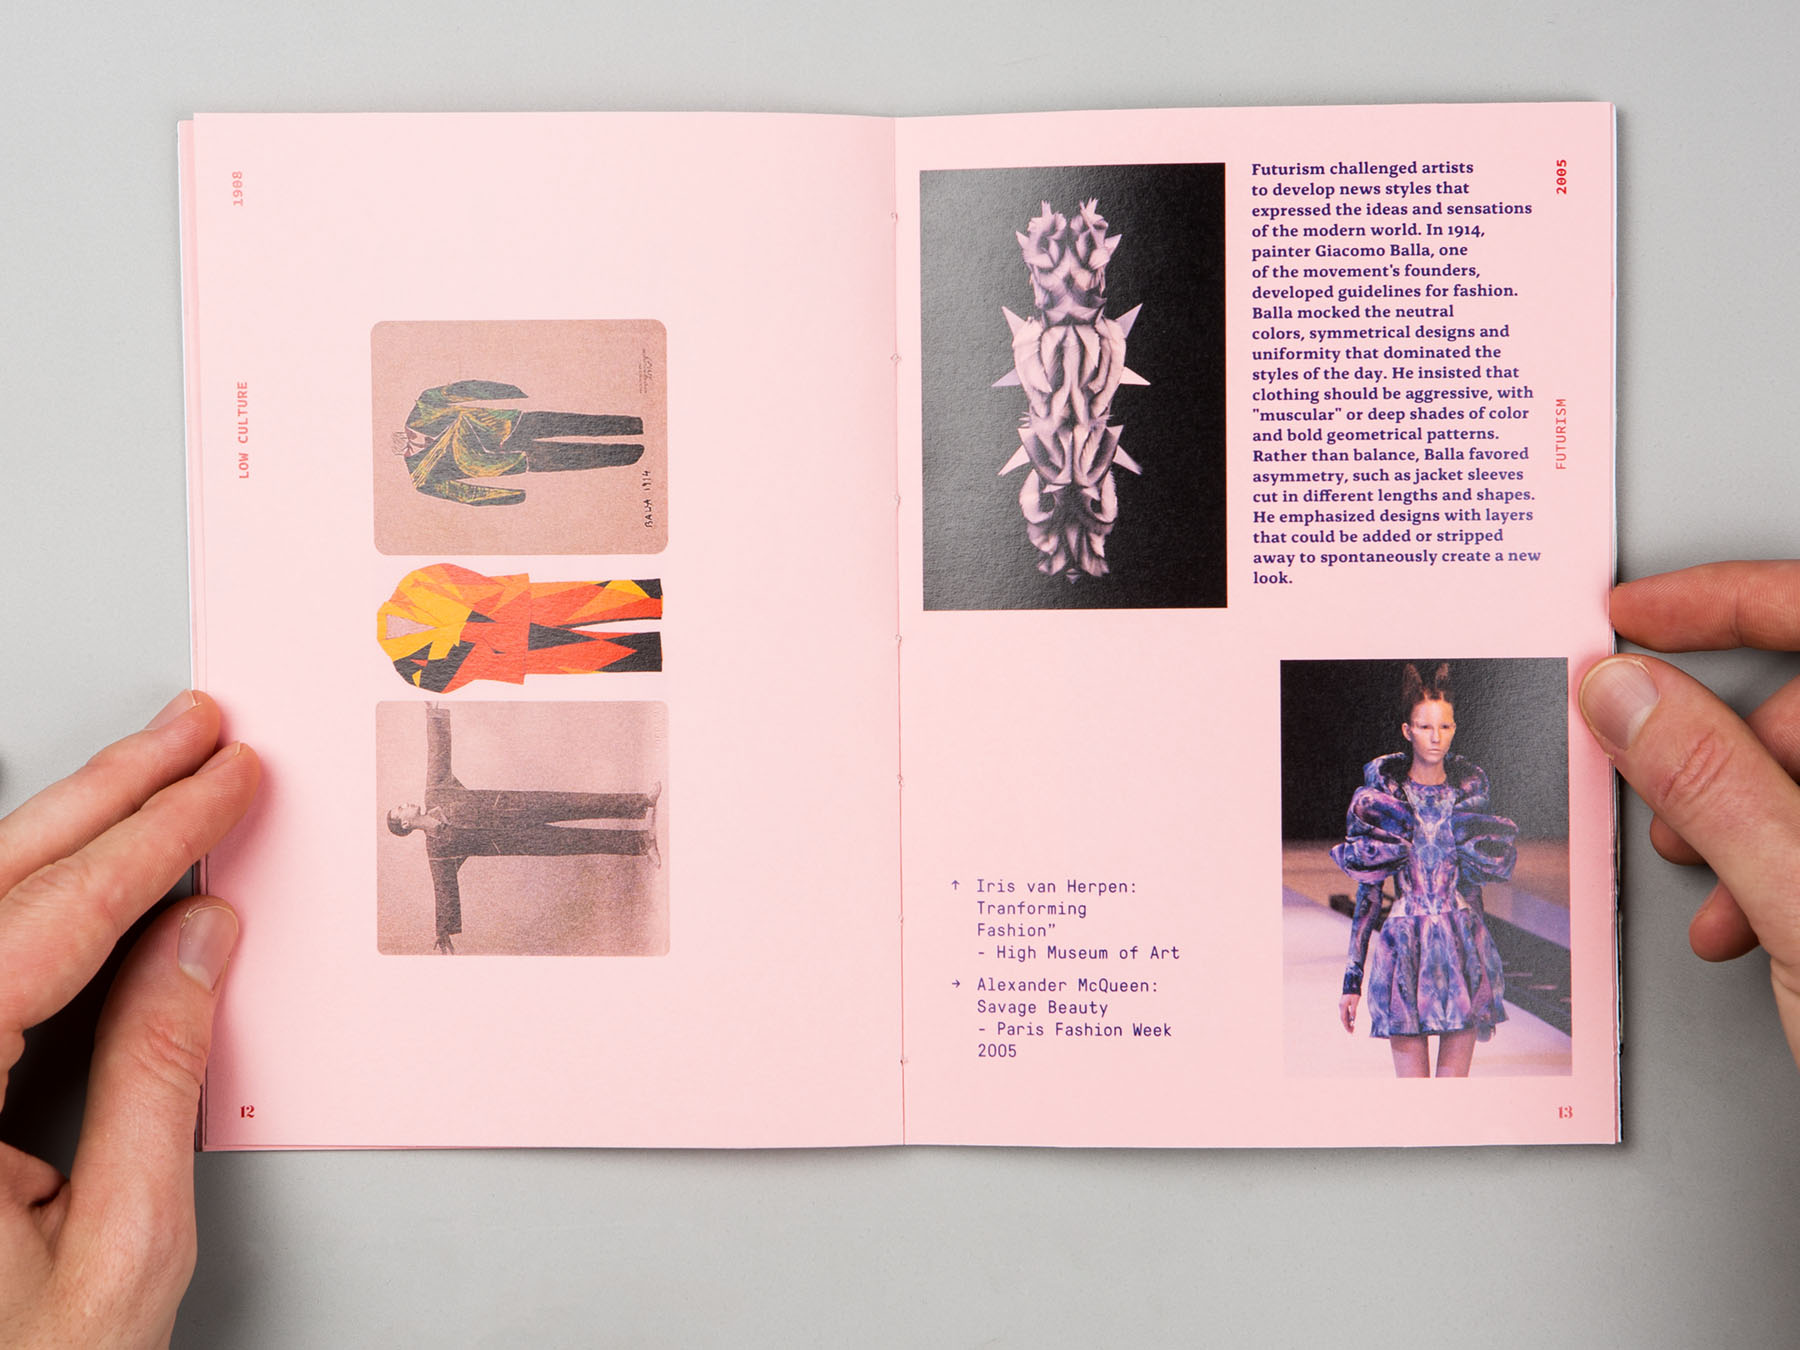 1908
LOW CULTURE
BALLA 1914
12
Futurism challenged artists
to develop news styles that
expressed the ideas and sensations
of the modern world. In 1914,
painter Giacomo Balla, one
of the movement's founders,
developed guidelines for fashion.
Balla mocked the neutral
colors, symmetrical designs and
uniformity that dominated the
styles of the day. He insisted that
clothing should be aggressive, with
"muscular" or deep shades of color
and bold geometrical patterns.
Rather than balance, Balla favored
asymmetry, such as jacket sleeves
cut in different lengths and shapes.
He emphasized designs with layers
that could be added or stripped
away to spontaneously create a new
look.
2005
FUTURISM
↑ Iris van Herpen:
Tranforming
Fashion”
- High Museum of Art
→ Alexander McQueen:
Savage Beauty
- Paris Fashion Week
2005
13